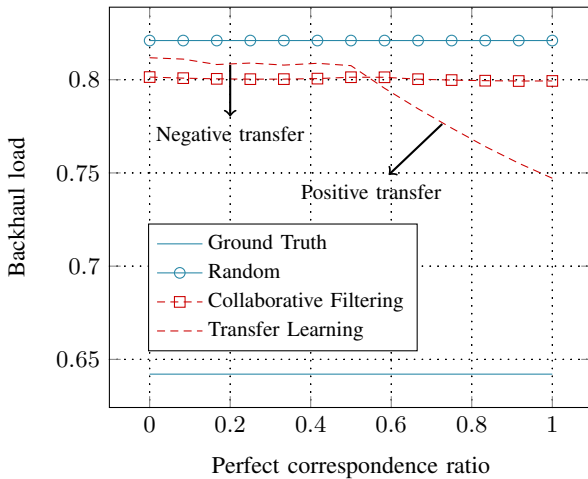 Backhaul load
0.8
0.75
0.7
0.65
Negative transfer
Positive transfer
Ground Truth
Random
Collaborative Filtering
Transfer Learning
0 0.2 0.4 0.6 0.8 1
Perfect correspondence ratio